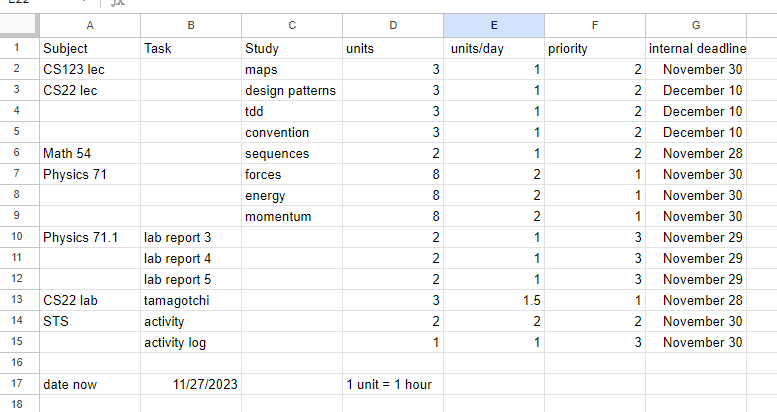 A B C D E F G
1 Subject Task Study units units/day priority internal deadline
2 CS123 lec maps 3 1 2 November 30
3 CS22 lec design patterns 3 1 2 December 10
4 tdd 3 1 2 December 10
5 convention 3 1 2 December 10
6 Math 54 sequences 2 1 2 November 28
7 Physics 71 forces 8 2 1 November 30
8 energy 8 2 1 November 30
9 momentum 8 2 1 November 30
10 Physics 71.1 lab report 3 2 1 3 November 29
11 lab report 4 2 1 3 November 29
12 lab report 5 2 1 3 November 29
13 CS22 lab tamagotchi 3 1.5 1 November 28
14 STS activity 2 2 2 November 30
15 activity log 1 1 3 November 30
16
17 date now 11/27/2023 1 unit = 1 hour
18